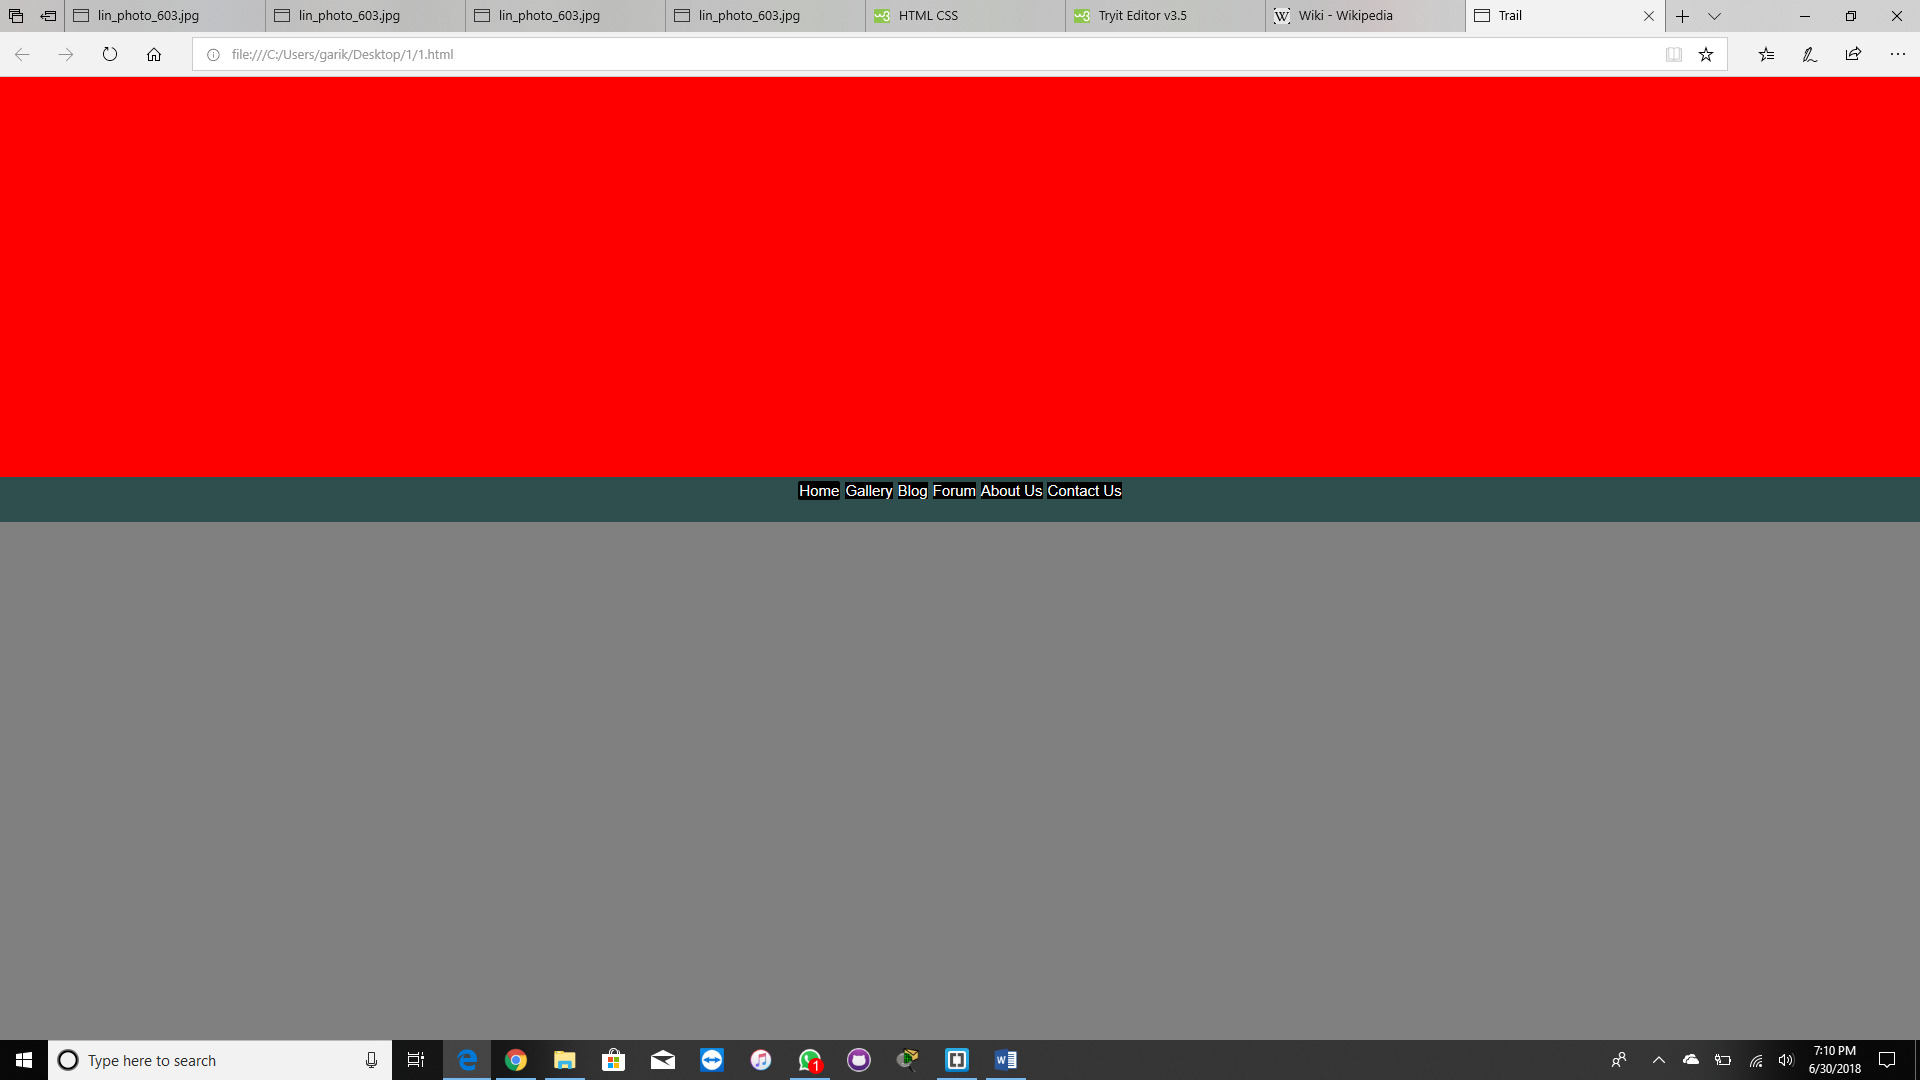 lin_photo_603.jpg lin_photo_603.jpg lin_photo_603.jpg lin_photo_603.jpg HTML CSS Tryit Editor v3.5 W Wiki - Wikipedia Trail
file:///C:/Users/garik/Desktop/1/1.html
Home Gallery Blog Forum About Us Contact Us
Type here to search
1
7:10 PM
6/30/2018